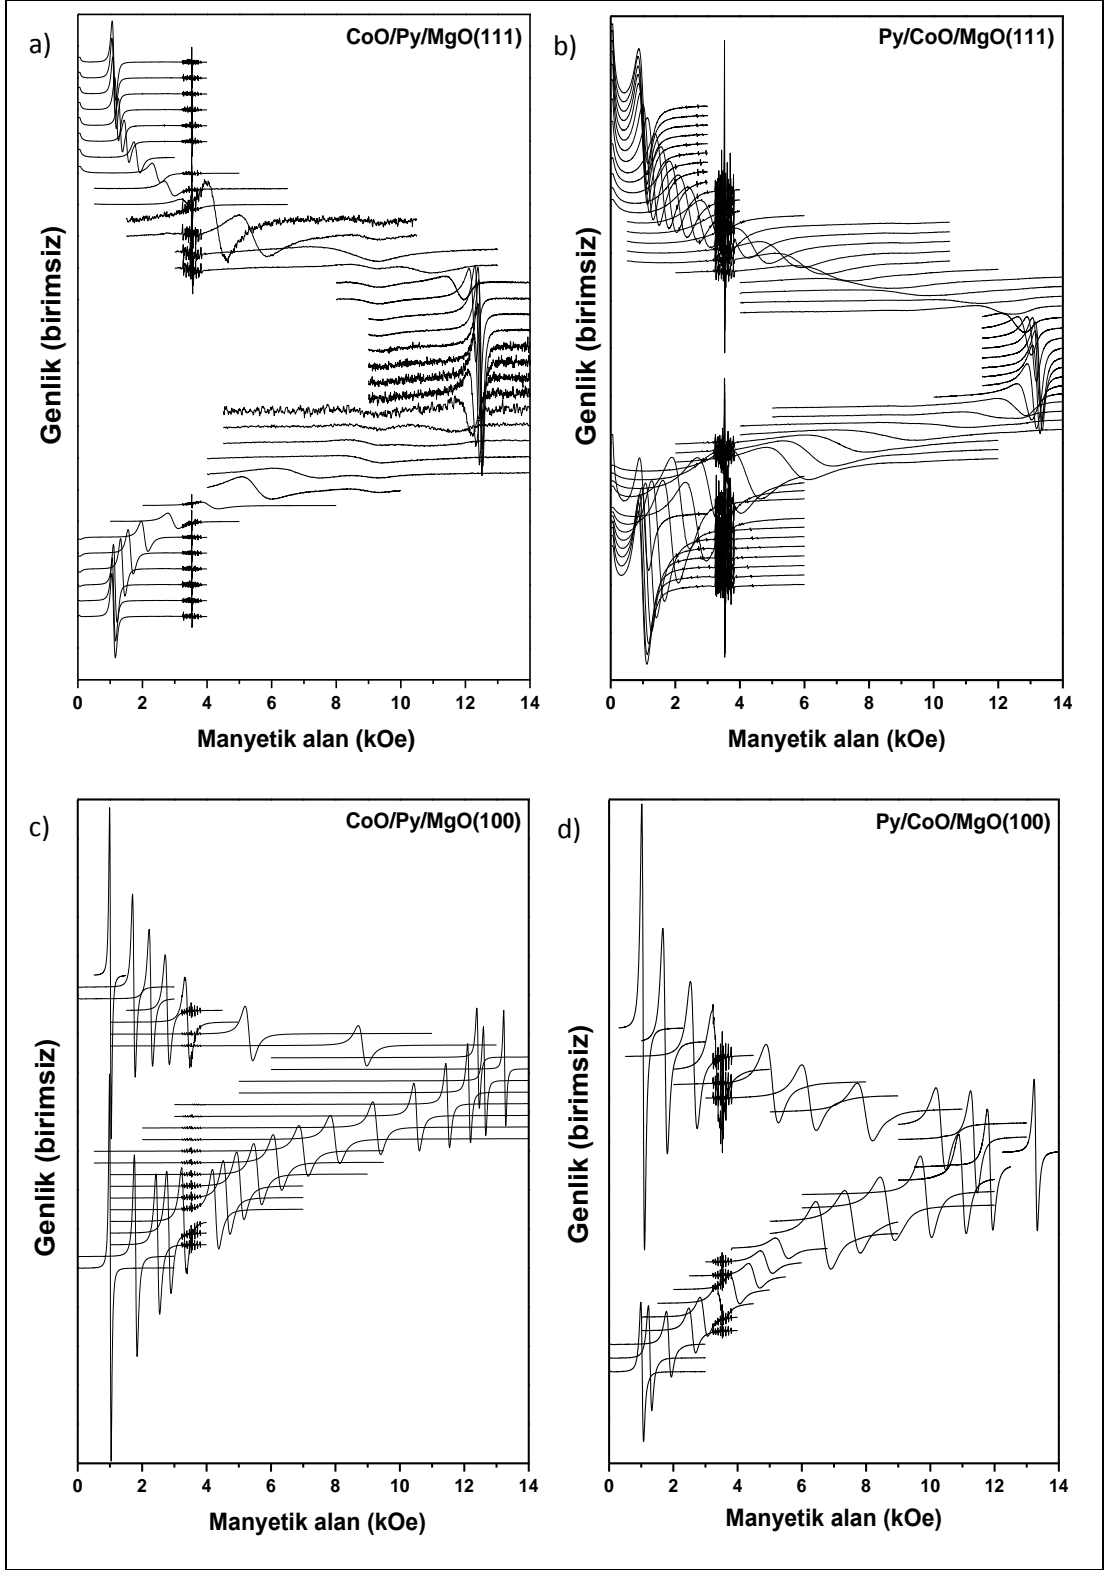 a)
CoO/Py/MgO(111)
Genlik (birimsiz)
0 2 4 6 8 10 12 14
Manyetik alan (kOe)
b)
Py/CoO/MgO(111)
Genlik (birimsiz)
0 2 4 6 8 10 12 14
Manyetik alan (kOe)
c)
CoO/Py/MgO(100)
Genlik (birimsiz)
0 2 4 6 8 10 12 14
Manyetik alan (kOe)
d)
Py/CoO/MgO(100)
Genlik (birimsiz)
0 2 4 6 8 10 12 14
Manyetik alan (kOe)